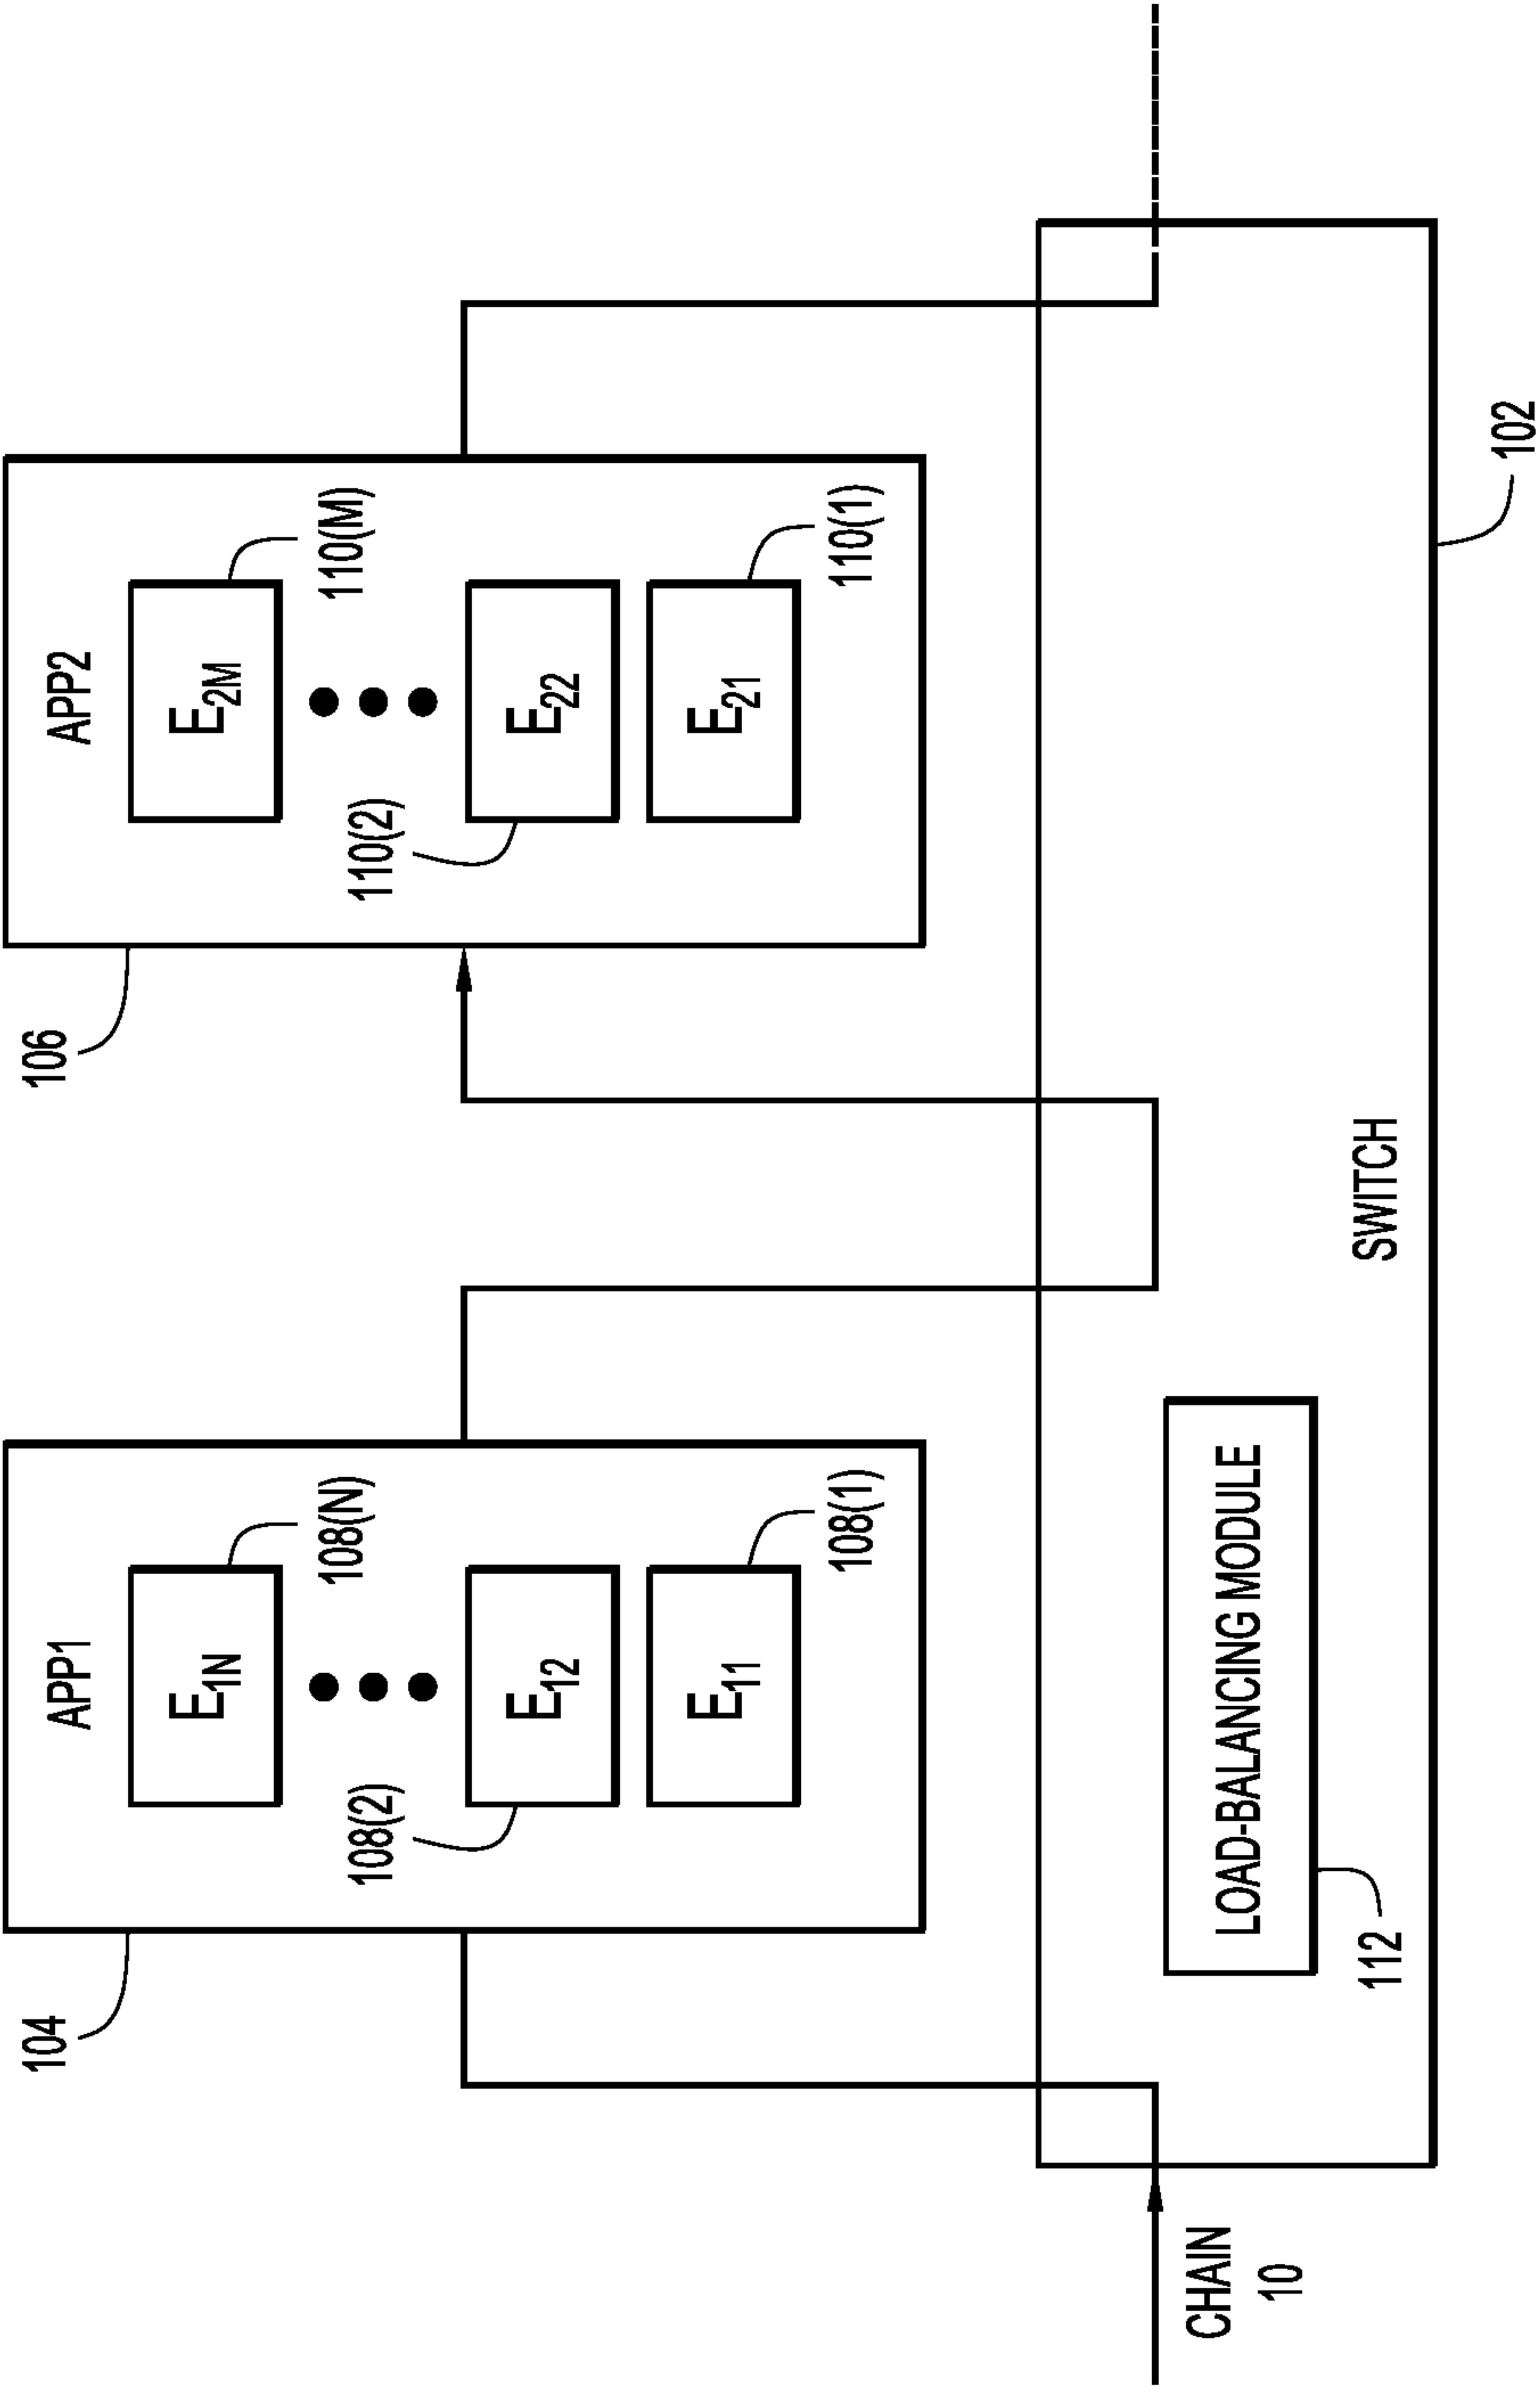 104
APP1
E1N
108(N)
108(2)
E12
E11
108(1)
106
APP2
E2M
110(M)
110(2)
E22
E21
110(1)
CHAIN
10
LOAD-BALANCING MODULE
112
SWITCH
102